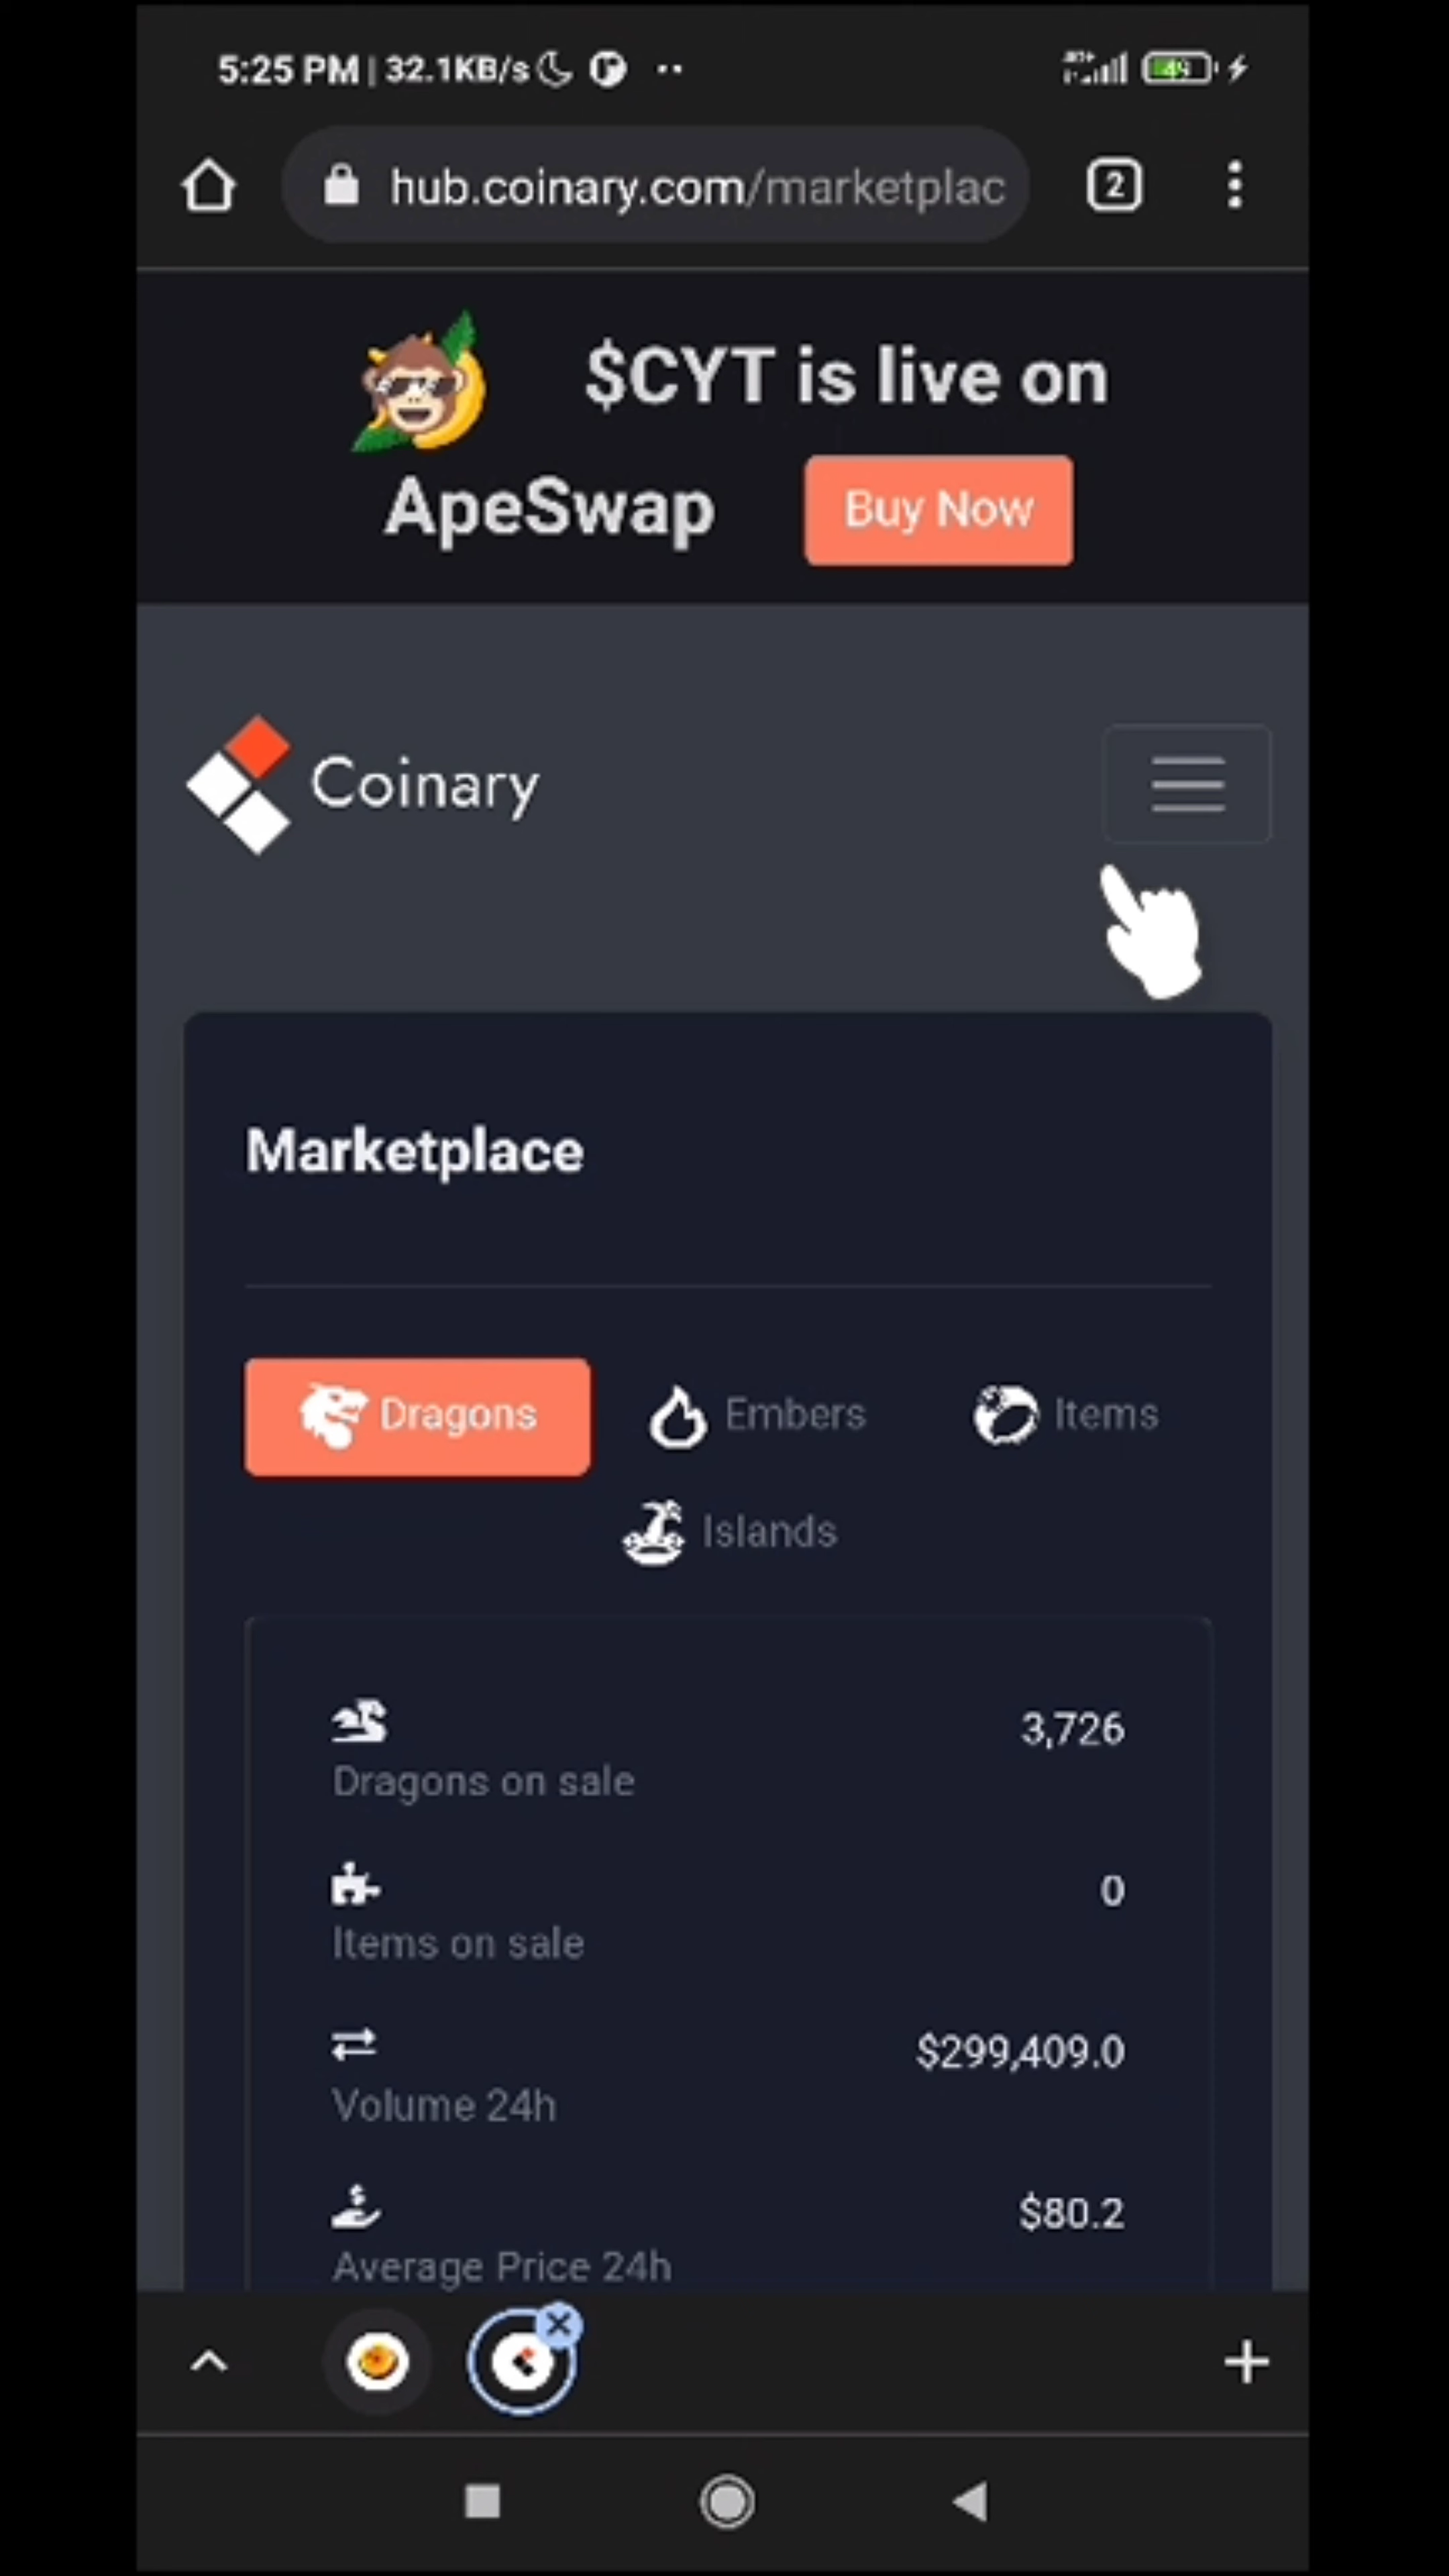 5:25 PM | 32.1KB/s
49
hub.coinary.com/marketplac
2
$CYT is live on
ApeSwap
Buy Now
Coinary
Marketplace
Dragons
Embers
Items
Islands
3,726
Dragons on sale
0
Items on sale
$299,409.0
Volume 24h
$80.2
Average Price 24h